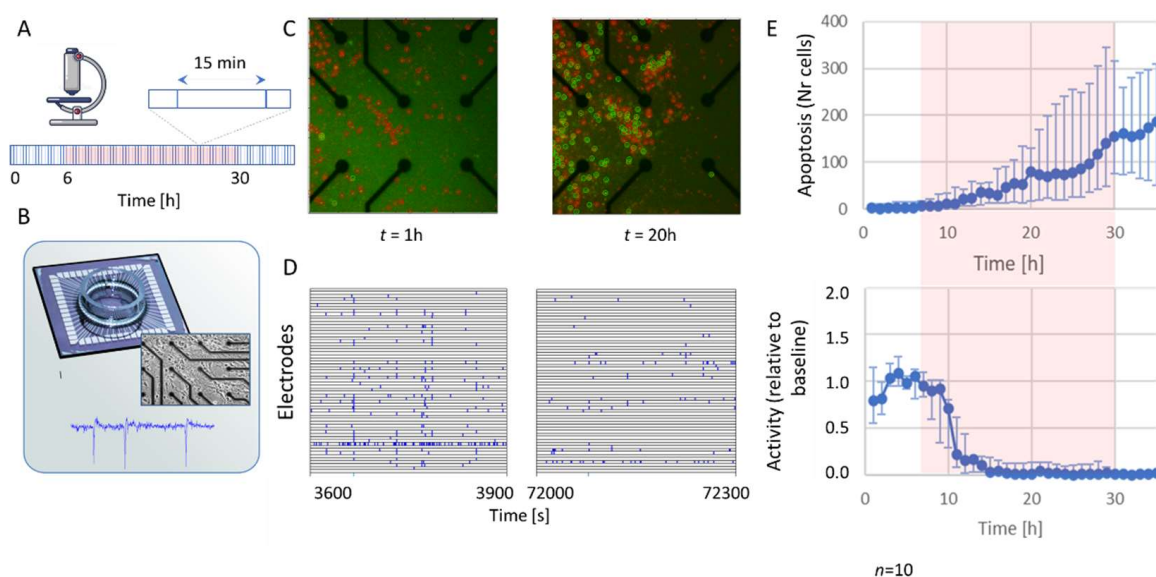 A
15 min
0
6
30
Time [h]
B
C
t = 1h
t = 20h
D
Electrodes
3600
3900
72000
72300
Time [s]
E
Apoptosis (Nr cells)
400
300
200
100
0
0
10
20
30
Time [h]
Activity (relative to
baseline)
2.0
1.5
1.0
0.5
0.0
0
10
20
30
Time [h]
n=10